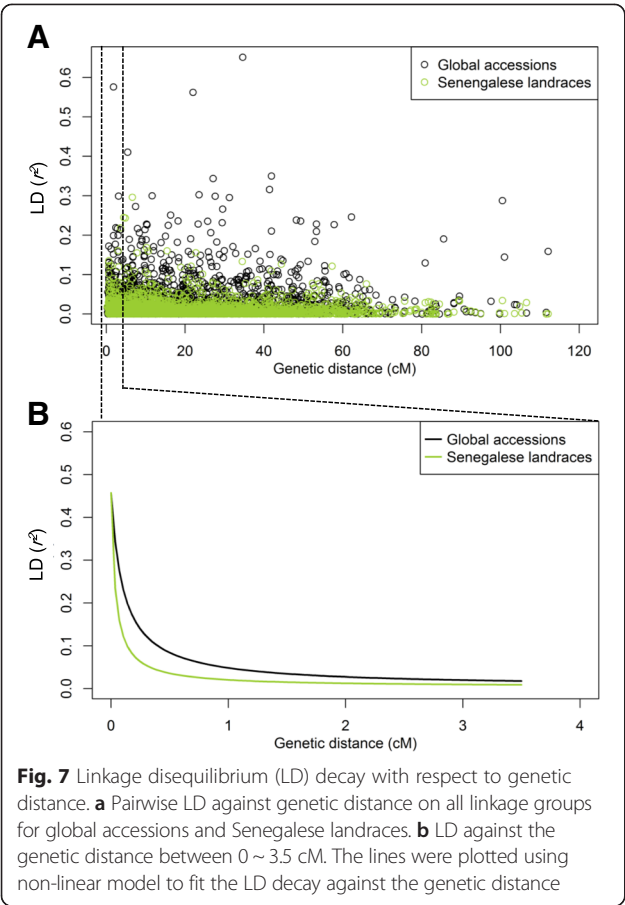 A
LD (r²)
0.6
0.5
0.4
0.3
0.2
0.1
0.0
Global accessions
Senengalese landraces
0 20 40 60 80 100 120
Genetic distance (cM)
B
LD (r²)
0.6
0.5
0.4
0.3
0.2
0.1
0.0
Global accessions
Senegalese landraces
0 1 2 3 4
Genetic distance (cM)
Fig. 7 Linkage disequilibrium (LD) decay with respect to genetic
distance. a Pairwise LD against genetic distance on all linkage groups
for global accessions and Senegalese landraces. b LD against the
genetic distance between 0 ~ 3.5 cM. The lines were plotted using
non-linear model to fit the LD decay against the genetic distance